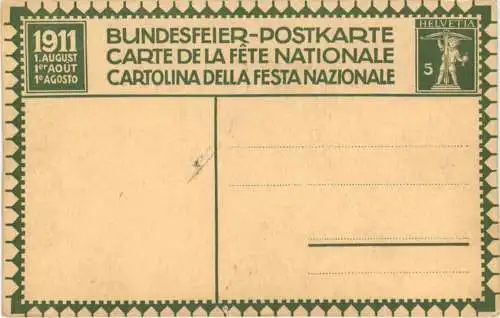 1911
1. AUGUST
1er AOÛT
1º AGOSTO
BUNDESFEIER-POSTKARTE
CARTE DE LA FÊTE NATIONALE
CARTOLINA DELLA FESTA NAZIONALE
HELVETIA
5